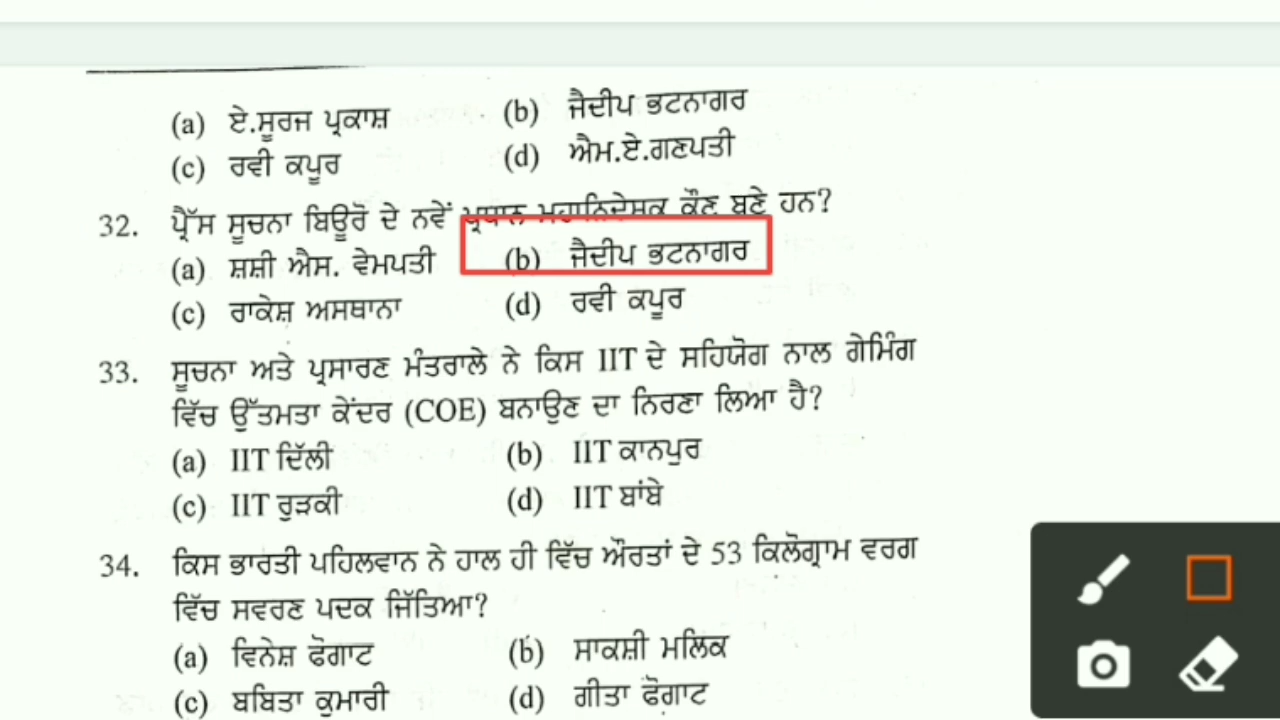 (a) ਏ.ਸੂਰਜ ਪ੍ਰਕਾਸ਼ (b) ਜੈਦੀਪ ਭਟਨਾਗਰ
(c) ਰਵੀ ਕਪੂਰ (d) ਐਮ.ਏ.ਗਣਪਤੀ
32. ਪ੍ਰੈੱਸ ਸੂਚਨਾ ਬਿਊਰੋ ਦੇ ਨਵੇਂ ਪ੍ਰਧਾਨ ਮਹਾਨਿਦੇਸ਼ਕ ਕੌਣ ਬਣੇ ਹਨ?
(a) ਸ਼ਸ਼ੀ ਐਸ. ਵੇਮਪਤੀ (b) ਜੈਦੀਪ ਭਟਨਾਗਰ
(c) ਰਾਕੇਸ਼ ਅਸਥਾਨਾ (d) ਰਵੀ ਕਪੂਰ
33. ਸੂਚਨਾ ਅਤੇ ਪ੍ਰਸਾਰਣ ਮੰਤਰਾਲੇ ਨੇ ਕਿਸ IIT ਦੇ ਸਹਿਯੋਗ ਨਾਲ ਗੇਮਿੰਗ
ਵਿੱਚ ਉੱਤਮਤਾ ਕੇਂਦਰ (COE) ਬਨਾਉਣ ਦਾ ਨਿਰਣਾ ਲਿਆ ਹੈ?
(a) IIT ਦਿੱਲੀ (b) IIT ਕਾਨਪੁਰ
(c) IIT ਰੁੜਕੀ (d) IIT ਬਾਂਬੇ
34. ਕਿਸ ਭਾਰਤੀ ਪਹਿਲਵਾਨ ਨੇ ਹਾਲ ਹੀ ਵਿੱਚ ਔਰਤਾਂ ਦੇ 53 ਕਿਲੋਗ੍ਰਾਮ ਵਰਗ
ਵਿੱਚ ਸਵਰਣ ਪਦਕ ਜਿੱਤਿਆ?
(a) ਵਿਨੇਸ਼ ਫੋਗਾਟ (b) ਸਾਕਸ਼ੀ ਮਲਿਕ
(c) ਬਬਿਤਾ ਕੁਮਾਰੀ (d) ਗੀਤਾ ਫੋਗਾਟ